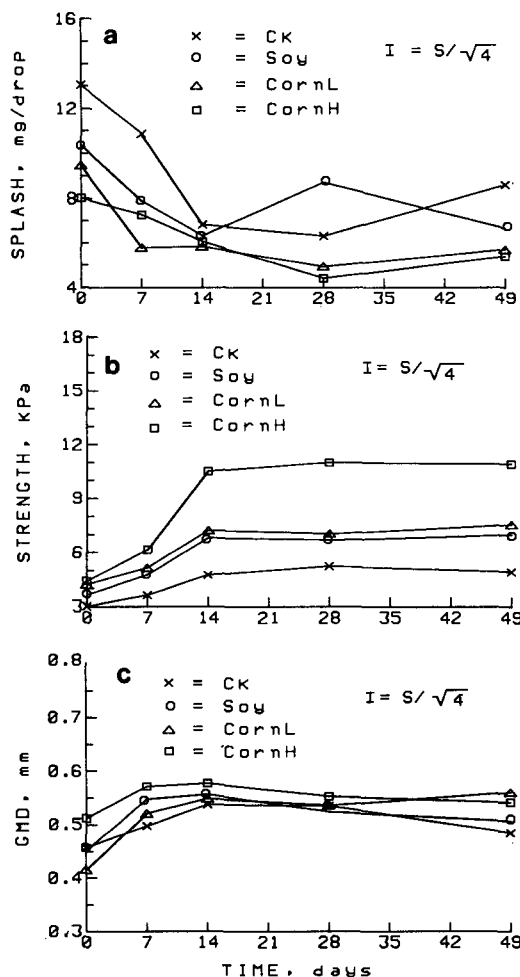 a
× = CK
o = Soy
△ = CornL
□ = CornH
I = S/√4
SPLASH, mg/drop
16
12
8
4
0 7 14 21 28 35 42 49
b
× = CK
o = Soy
△ = CornL
□ = CornH
I = S/√4
STRENGTH, KPa
18
15
12
9
6
3
0 7 14 21 28 35 42 49
c
× = CK
o = Soy
△ = CornL
□ = CornH
I = S/√4
GMD, mm
0.8
0.7
0.6
0.5
0.4
0.3
0 7 14 21 28 35 42 49
TIME, days